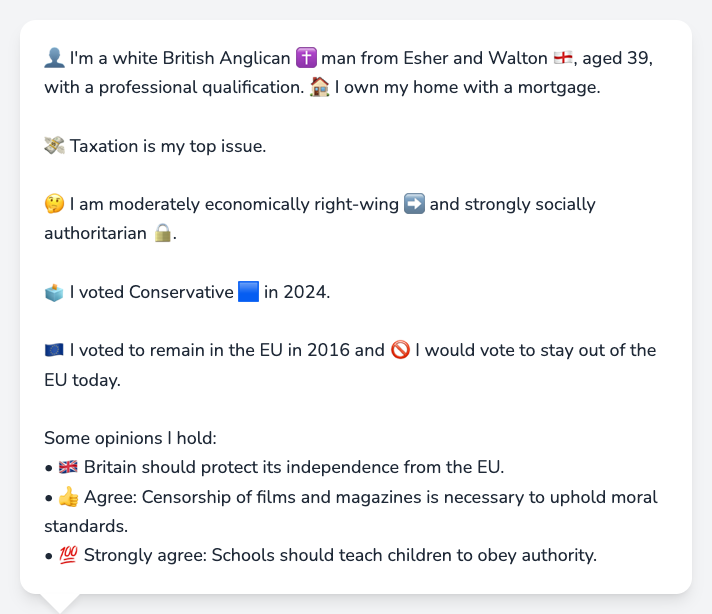 👤 I'm a white British Anglican ✝️ man from Esher and Walton 🏴󠁧󠁢󠁥󠁮󠁧󠁿, aged 39,
with a professional qualification. 🏠 I own my home with a mortgage.
💸 Taxation is my top issue.
🤔 I am moderately economically right-wing ➡️ and strongly socially
authoritarian 🔒.
🗳️ I voted Conservative 🟦 in 2024.
🇪🇺 I voted to remain in the EU in 2016 and 🚫 I would vote to stay out of the
EU today.
Some opinions I hold:
• 🇬🇧 Britain should protect its independence from the EU.
• 👍 Agree: Censorship of films and magazines is necessary to uphold moral
standards.
• 💯 Strongly agree: Schools should teach children to obey authority.